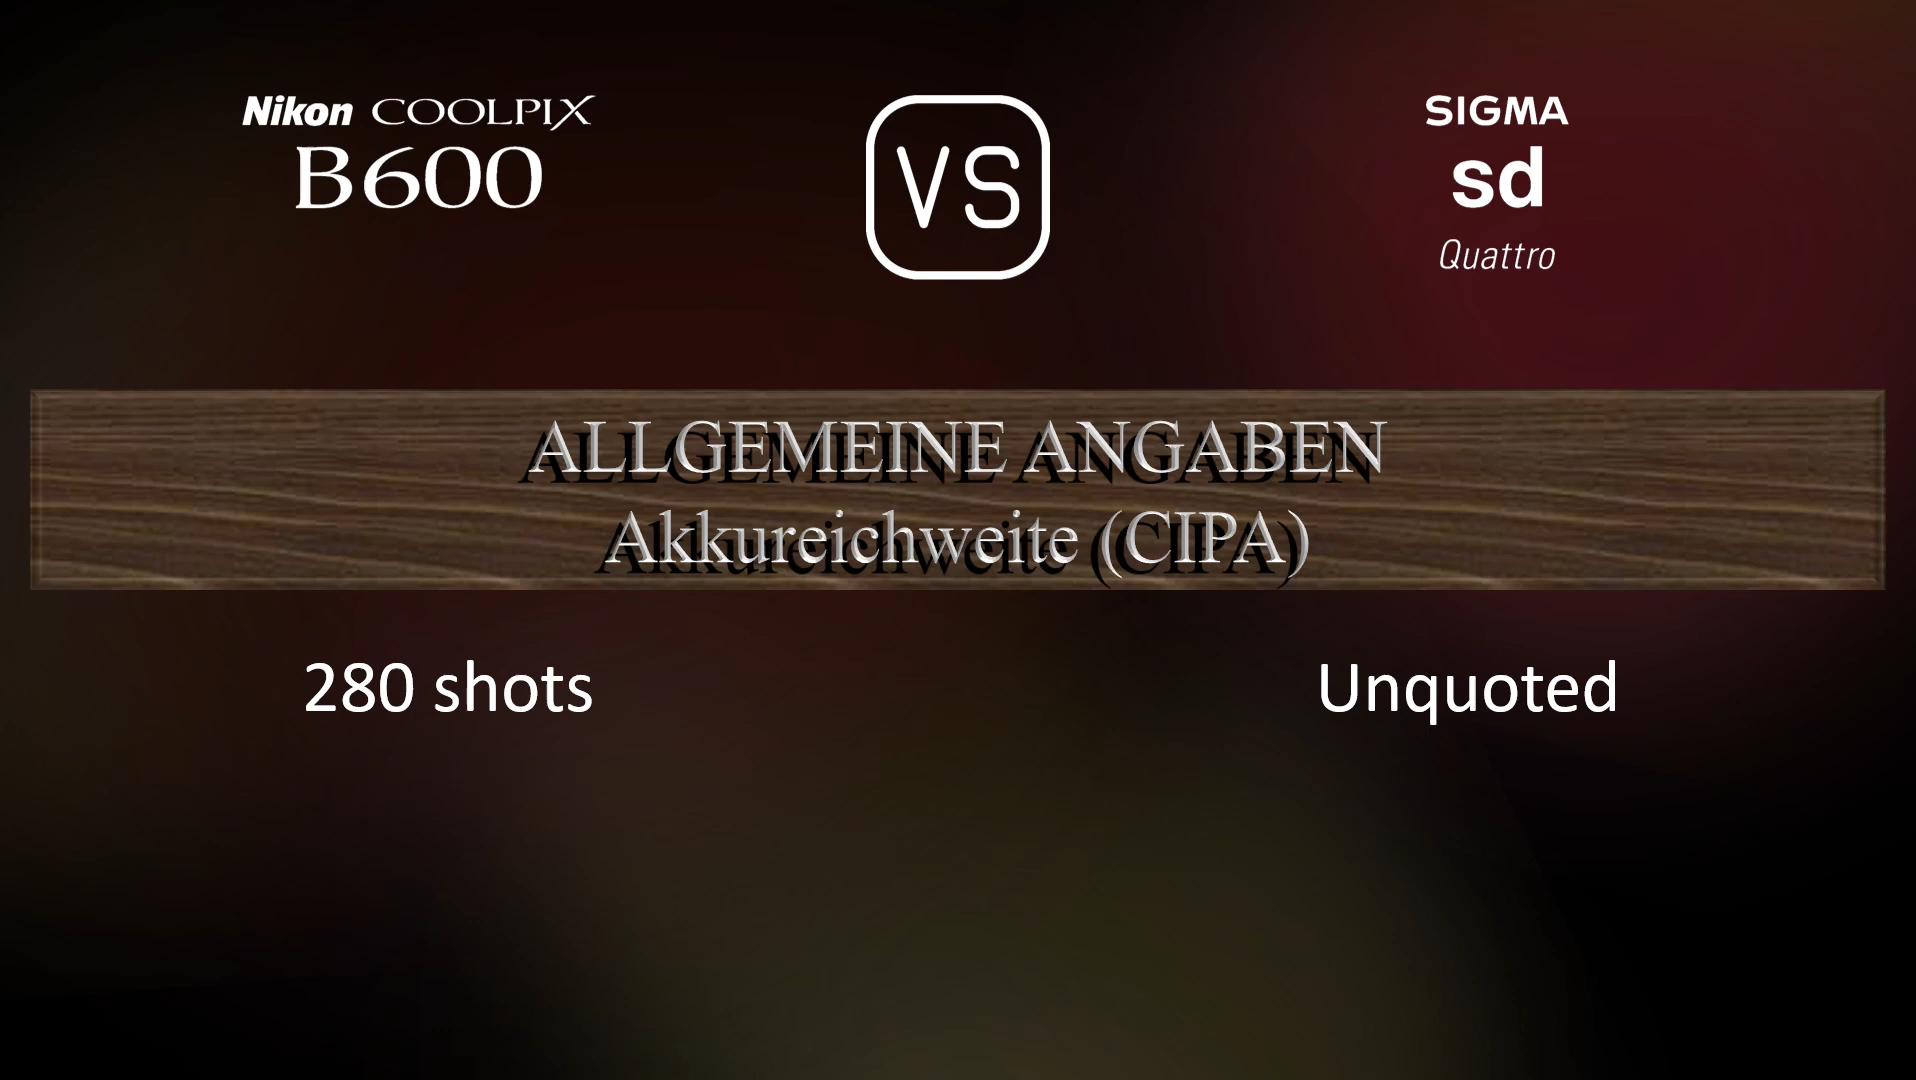 Nikon COOLPIX
B600
VS
SIGMA
sd
Quattro
ALLGEMEINE ANGABEN
Akkureichweite (CIPA)
280 shots
Unquoted